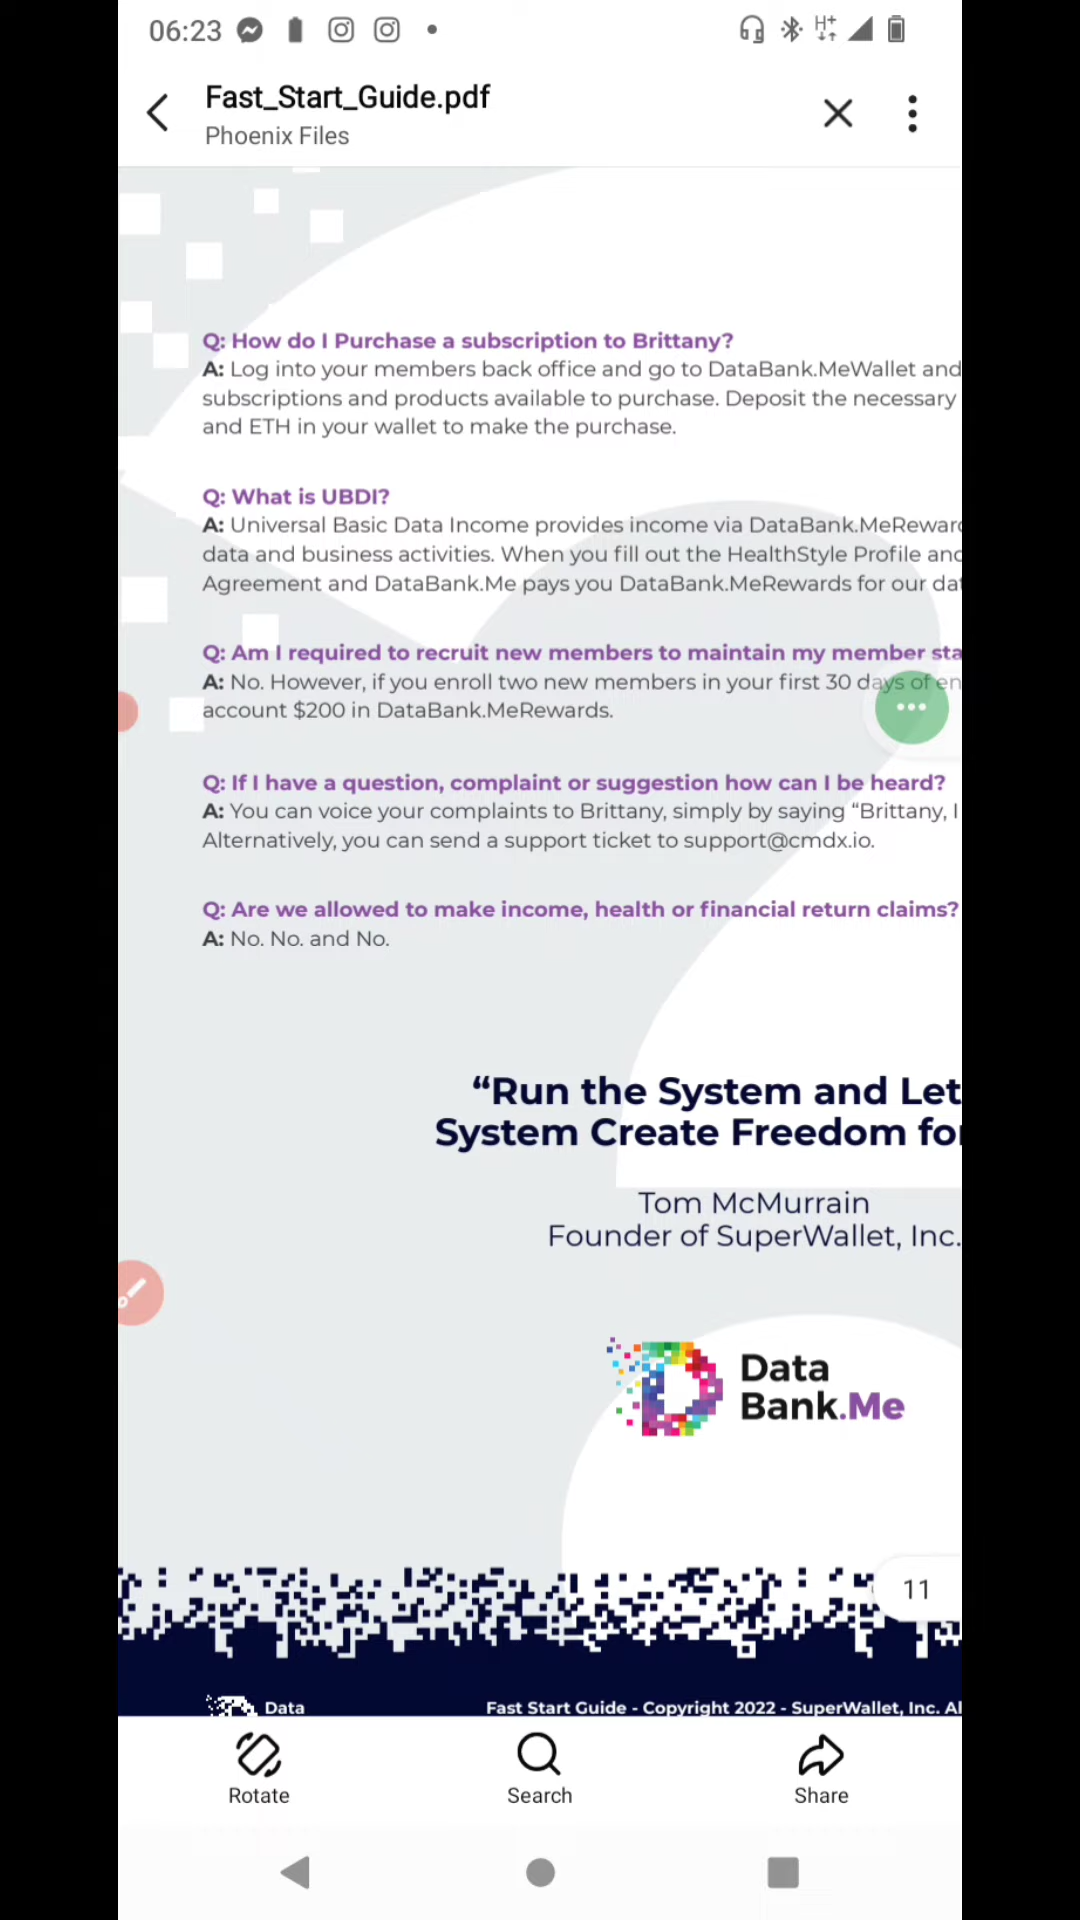 06:23
H+
Fast_Start_Guide.pdf
Phoenix Files
Q: How do I Purchase a subscription to Brittany?
A: Log into your members back office and go to DataBank.MeWallet and
subscriptions and products available to purchase. Deposit the necessary
and ETH in your wallet to make the purchase.
Q: What is UBDI?
A: Universal Basic Data Income provides income via DataBank.MeRewar
data and business activities. When you fill out the HealthStyle Profile and
Agreement and DataBank.Me pays you DataBank.MeRewards for our dat
Q: Am I required to recruit new members to maintain my member sta
A: No. However, if you enroll two new members in your first 30 days of en
account $200 in DataBank.MeRewards.
Q: If I have a question, complaint or suggestion how can I be heard?
A: You can voice your complaints to Brittany, simply by saying “Brittany, I
Alternatively, you can send a support ticket to support@cmdx.io.
Q: Are we allowed to make income, health or financial return claims?
A: No. No. and No.
“Run the System and Let
System Create Freedom for
Tom McMurrain
Founder of SuperWallet, Inc.
Data
Bank.Me
11
Data
Fast Start Guide - Copyright 2022 - SuperWallet, Inc. Al
Rotate
Search
Share